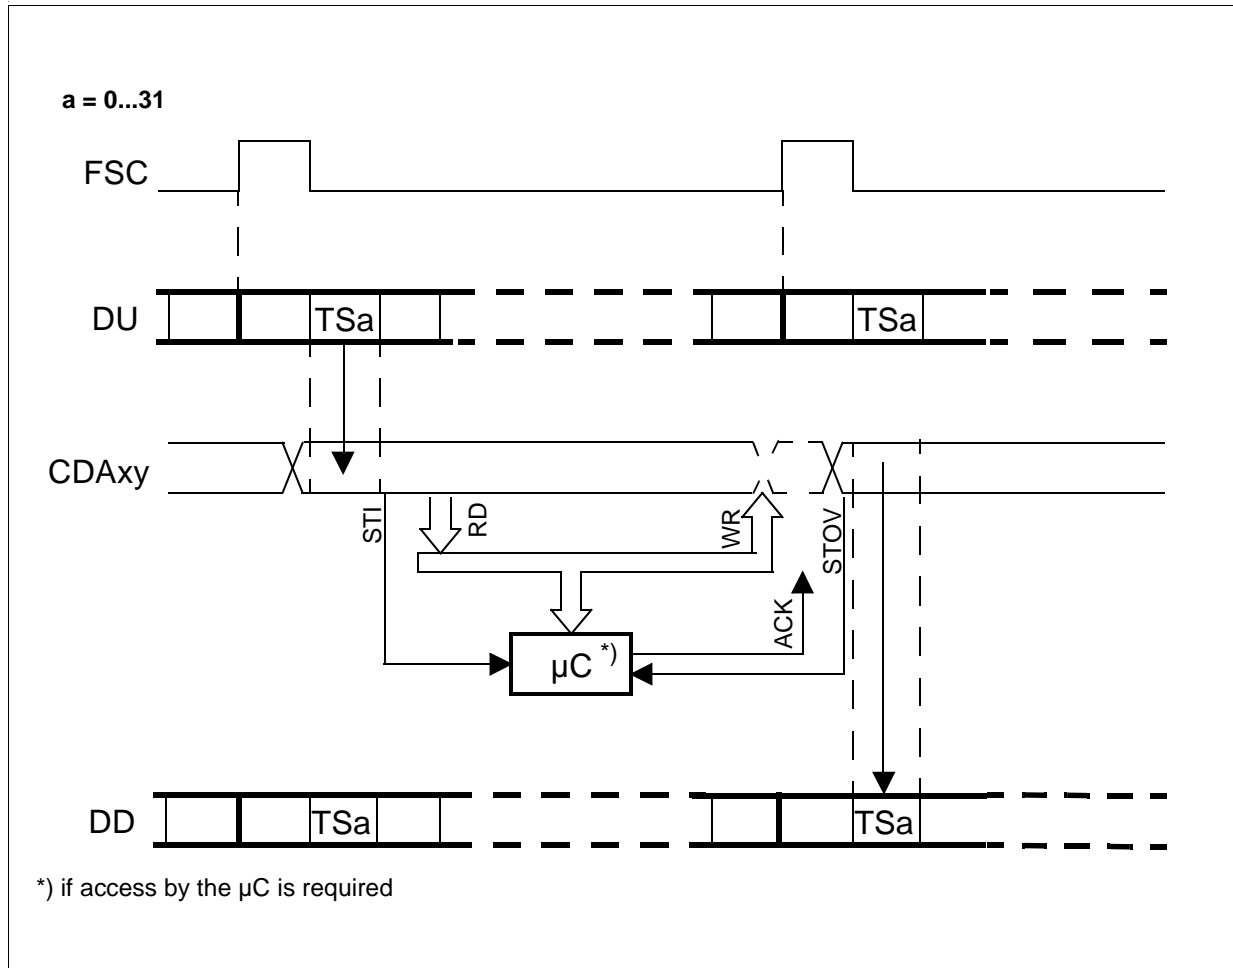 a = 0...31
FSC
DU
TSa
TSa
CDAxy
STI
RD
WR
STOV
ACK
µC *)
DD
TSa
TSa
*) if access by the µC is required